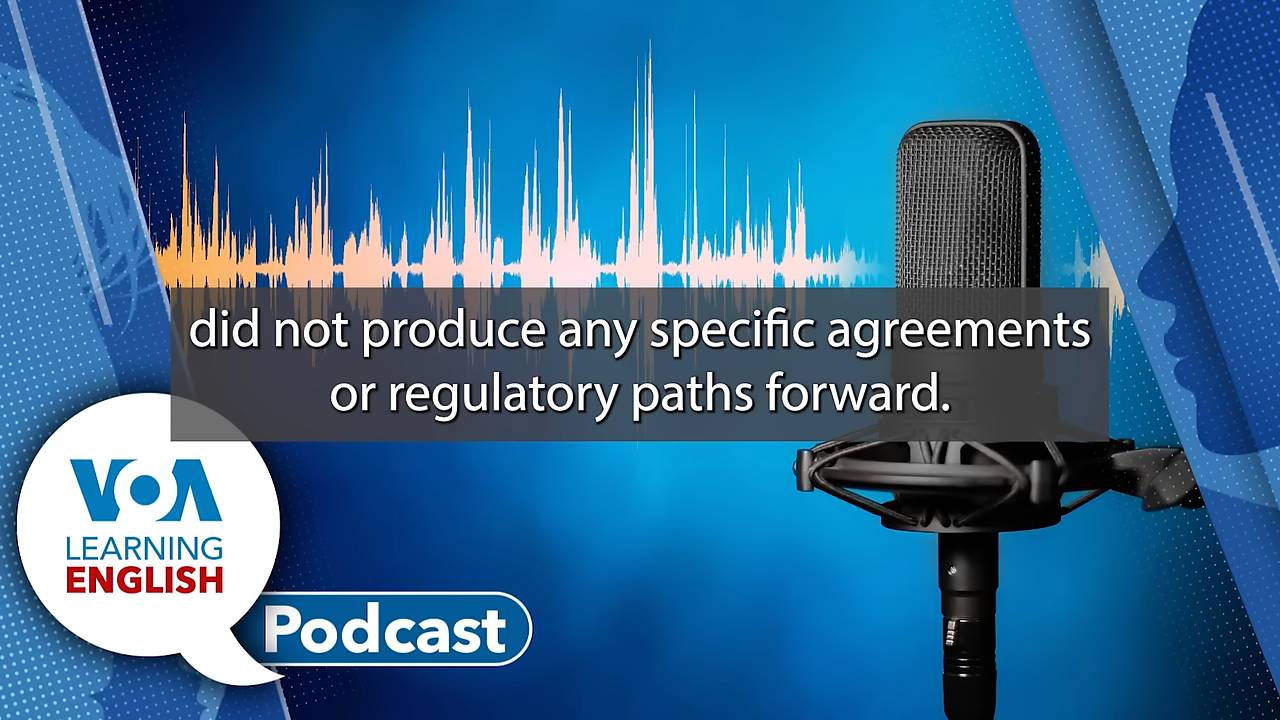 did not produce any specific agreements
or regulatory paths forward.
VOA
LEARNING
ENGLISH
Podcast